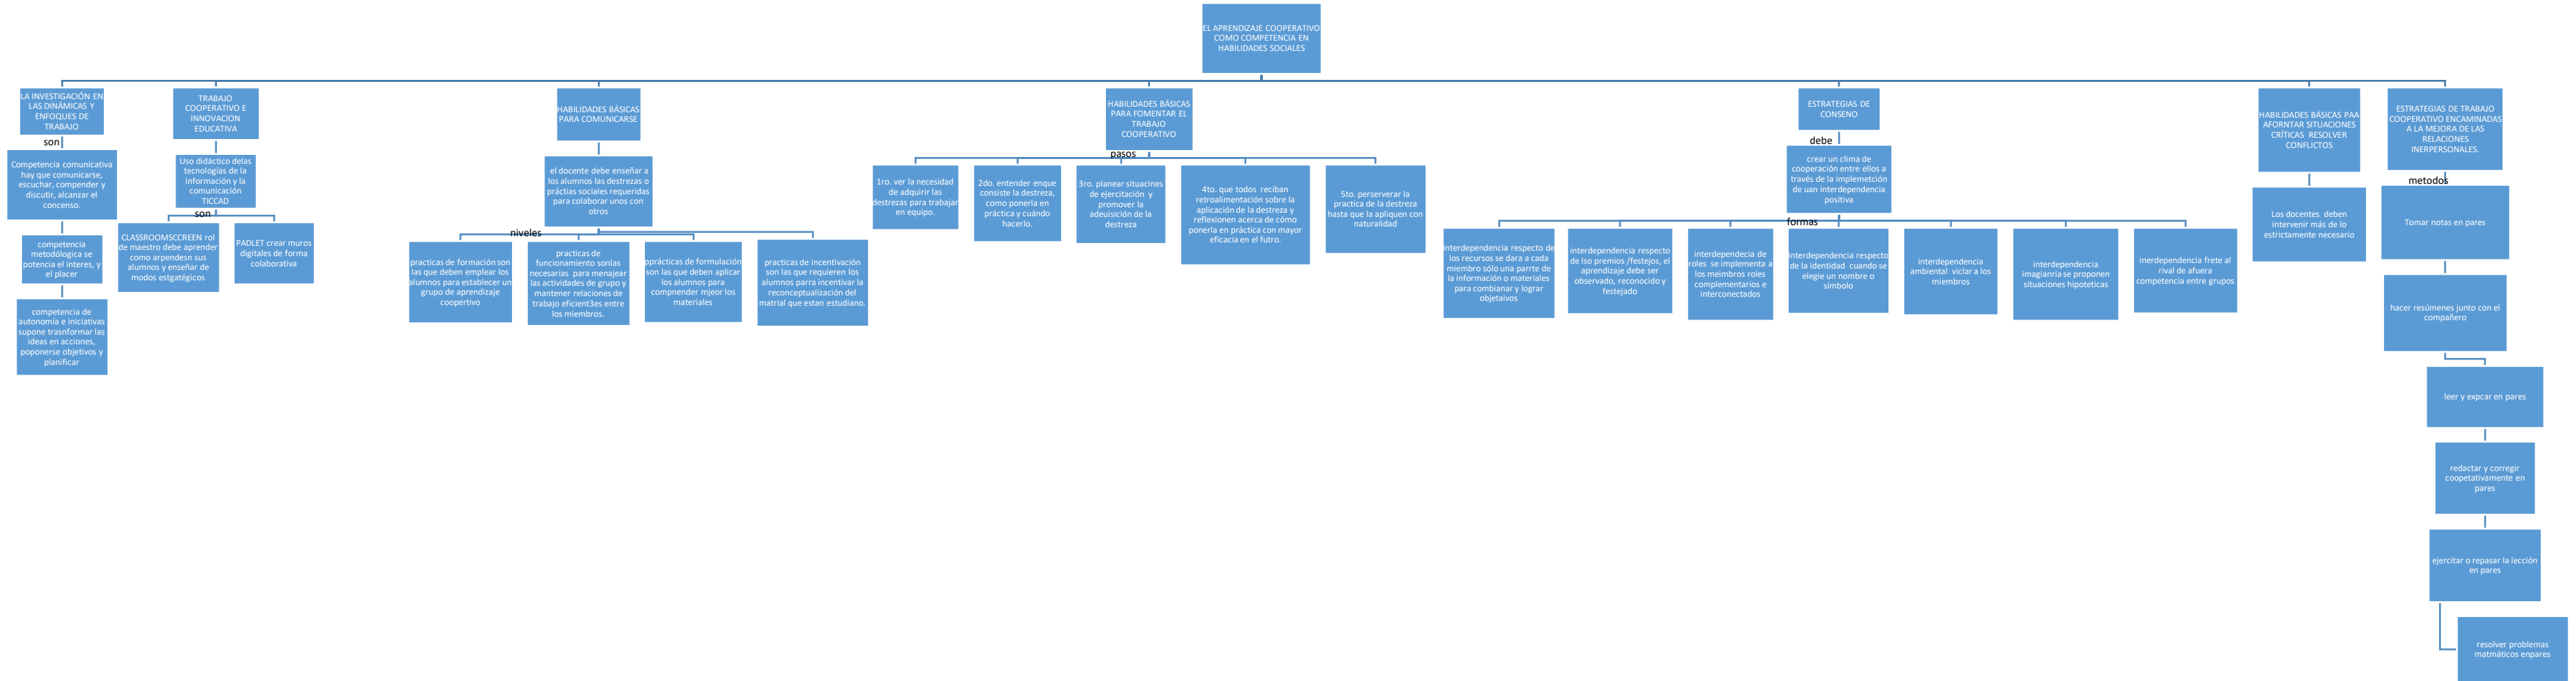 EL APRENDIZAJE COOPERATIVO
COMO COMPETENCIA EN
HABILIDADES SOCIALES
LA INVESTIGACIÓN EN
LAS DINÁMICAS Y
ENFOQUES DE
TRABAJO
son
Competencia comunicativa
hay que comunicarse,
escuchar, compender y
discutir, alcanzar el
concenso.
competencia
metodólogica se
potencia el interes, y
el placer
competencia de
autonomía e iniciativas
supone trasnformar las
ideas en acciones,
poponerse objetivos y
planificar
TRABAJO
COOPERATIVO E
INNOVACION
EDUCATIVA
Uso didáctico delas
tecnologías de la
información y la
comunicación
TICCAD
son
CLASSROOMSCCREEN rol
de maestro debe aprender
como arpendesn sus
alumnos y enseñar de
modos estgatégicos
PADLET crear muros
digitales de forma
colaborativa
HABILIDADES BÁSICAS
PARA COMUNICARSE
el docente debe enseñar a
los alumnos las destrezas o
práctias sociales requeridas
para colaborar unos con
otros
niveles
practicas de formación son
las que deben emplear los
alumnos para establecer un
grupo de aprendizaje
coopertivo
practicas de
funcionamiento sonlas
necesarias para menajear
las actividades de grupo y
mantener relaciones de
trabajo eficient3es entre
los miembros.
pprácticas de formulación
son las que deben aplicar
los alumnos para
compnender mjeor los
materiales
practicas de incentivación
son las que requieren los
alumnos parra incentivar la
reconceptualización del
matrial que estan estudiano.
HABILIDADES BÁSICAS
PARA FOMENTAR EL
TRABAJO
COOPERATIVO
pasos
1ro. ver la necesidad
de adquirir las
destrezas para trabajar
en equipo.
2do. entender enque
consiste la destreza,
como ponerla en
práctica y cuándo
hacerlo.
3ro. planear situacines
de ejercitación y
promover la
adeuisición de la
destreza
4to. que todos reciban
retroalimentación sobre la
aplicación de la destreza y
reflexionen acerca de cómo
ponerla en práctica con mayor
eficacia en el futro.
5to. perserverar la
practica de la destreza
hasta que la apliquen con
naturalidad
ESTRATEGIAS DE
CONSENO
debe
crear un clima de
cooperación entre ellos a
través de la implemetción
de uan interdependencia
positiva
formas
interdependencia respecto de
los recursos se dara a cada
miembro sólo una parrte de
la información o materiales
para combianar y lograr
objetaivos
interdependencia respecto
de lso premios /festejos, el
aprendizaje debe ser
observado, reconocido y
festejado
interdependecia de
roles se implementa a
los meimbros roles
complementarios e
interconectados
interdependencia respecto
de la identidad cuando se
elegie un nombre o
símbolo
interdependencia
ambiental viclar a los
miembros
interdependencia
imagianria se proponen
situaciones hipoteticas
inerdependencia frete al
rival de afuera
competencia entre grupos
HABILIDADES BÁSICAS PAA
AFORNTAR SITUACIONES
CRÍTICAS RESOLVER
CONFLICTOS
Los docentes deben
intervenir más de lo
estrictamente necesario
ESTRATEGIAS DE TRABAJO
COOPERATIVO ENCAMINADAS
A LA MEJORA DE LAS
RELACIONES
INERPERSONALES.
metodos
Tomar notas en pares
hacer resúmenes junto con el
compañero
leer y expcar en pares
redactar y corregir
coopetativamente en
pares
ejercitar o repasar la lección
en pares
resolver problemas
matmáticos enpares